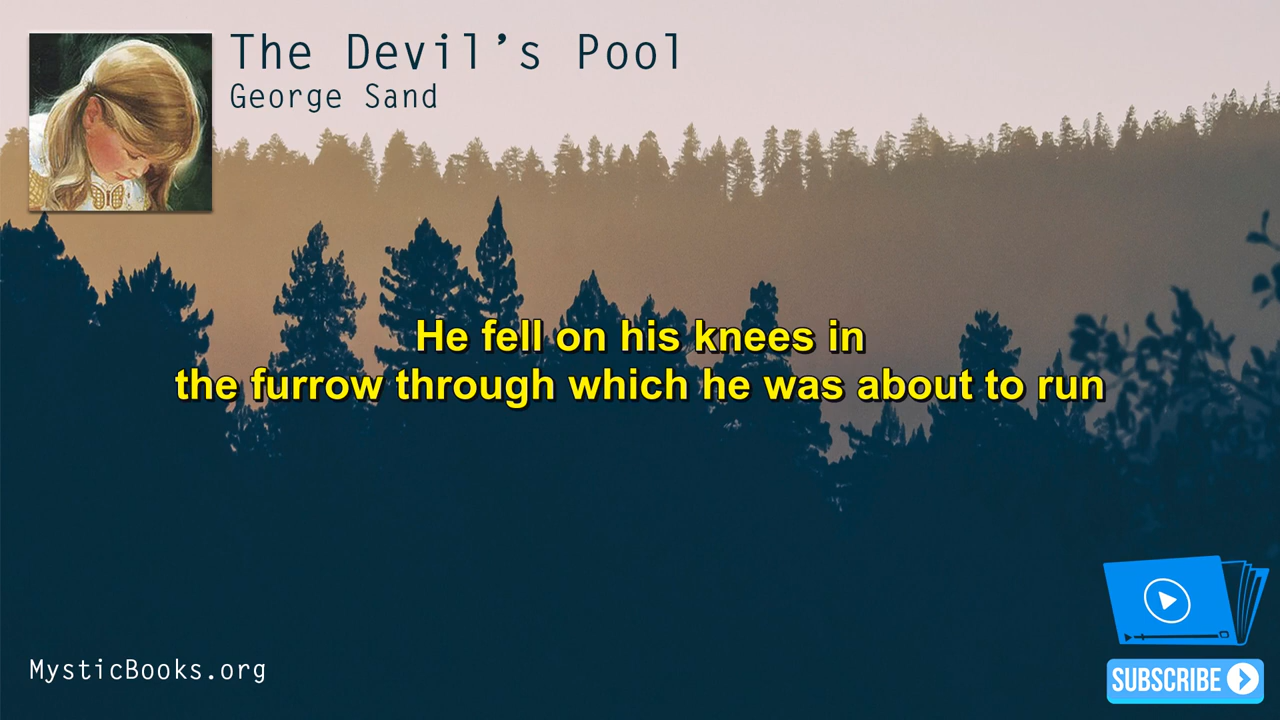 The Devil's Pool
George Sand
He fell on his knees in
the furrow through which he was about to run
MysticBooks.org
SUBSCRIBE